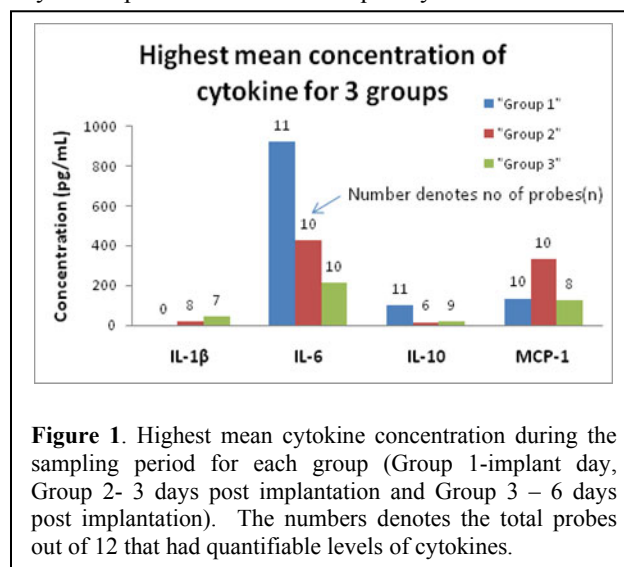 Highest mean concentration of
cytokine for 3 groups
"Group 1"
"Group 2"
"Group 3"
Concentration (pg/mL)
1000
800
600
400
200
0
Number denotes no of probes(n)
0 8 7
11 10 10
11 6 9
10 10 8
IL-1β IL-6 IL-10 MCP-1
Figure 1. Highest mean cytokine concentration during the
sampling period for each group (Group 1-implant day,
Group 2- 3 days post implantation and Group 3 – 6 days
post implantation). The numbers denotes the total probes
out of 12 that had quantifiable levels of cytokines.